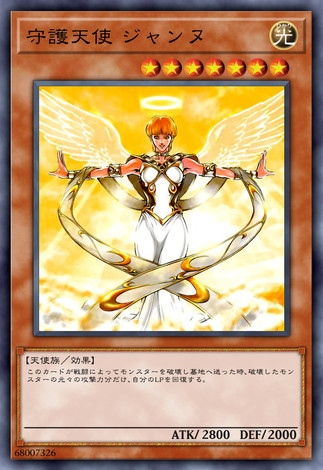 守護天使 ジャンヌ
光
【天使族／効果】
このカードが戦闘によってモンスターを破壊し墓地へ送った時、破壊したモ
ンスターの元々の攻撃力分だけ、自分のLPを回復する。
ATK/ 2800 DEF/2000
68007326